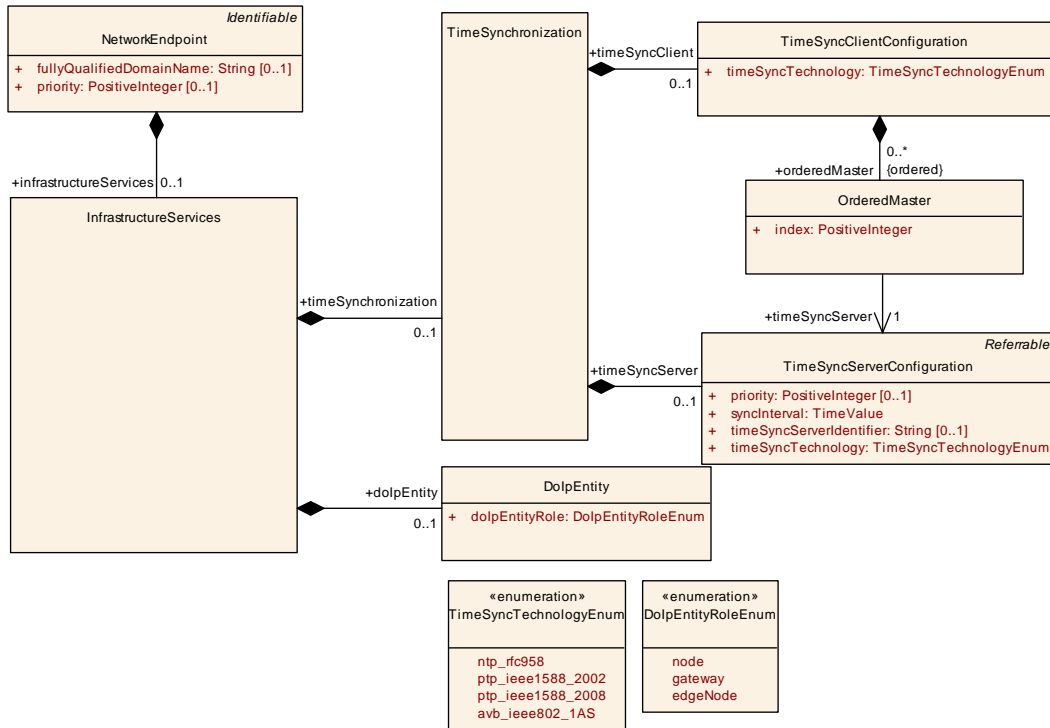 Identifiable
NetworkEndpoint
+ fullyQualifiedDomainName: String [0..1]
+ priority: PositiveInteger [0..1]
+infrastructureServices 0..1
InfrastructureServices
TimeSynchronization
+timeSyncClient
0..1
TimeSyncClientConfiguration
+ timeSyncTechnology: TimeSyncTechnologyEnum
0..*
+orderedMaster {ordered}
OrderedMaster
+ index: PositiveInteger
+timeSynchronization
0..1
+timeSyncServer 1
+timeSyncServer
0..1
Referrable
TimeSyncServerConfiguration
+ priority: PositiveInteger [0..1]
+ syncInterval: TimeValue
+ timeSyncServerIdentifier: String [0..1]
+ timeSyncTechnology: TimeSyncTechnologyEnum
+doIpEntity
0..1
DoIpEntity
+ doIpEntityRole: DoIpEntityRoleEnum
«enumeration»
TimeSyncTechnologyEnum
ntp_rfc958
ptp_ieee1588_2002
ptp_ieee1588_2008
avb_ieee802_1AS
«enumeration»
DoIpEntityRoleEnum
node
gateway
edgeNode